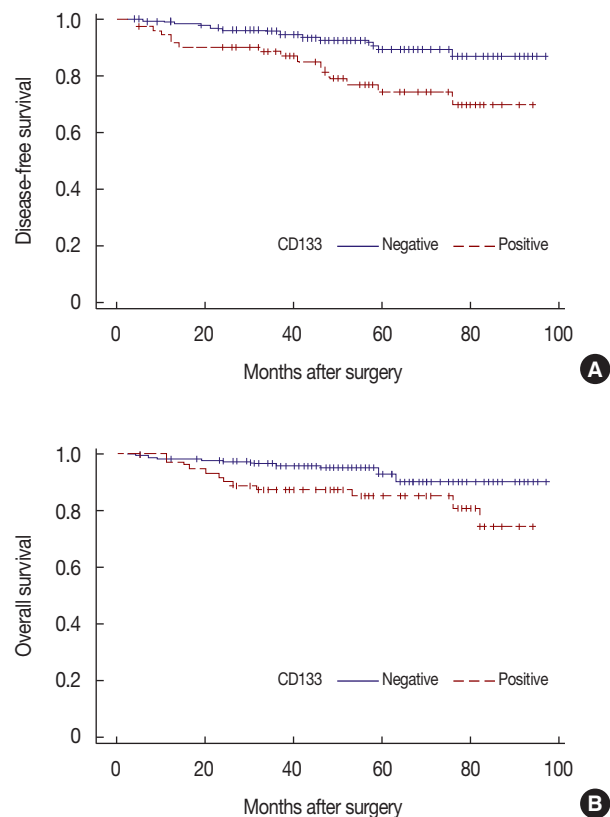 1.0
0.8
0.6
0.4
0.2
0
Disease-free survival
CD133 Negative Positive
0 20 40 60 80 100
Months after surgery
A
1.0
0.8
0.6
0.4
0.2
0
Overall survival
CD133 Negative Positive
0 20 40 60 80 100
Months after surgery
B